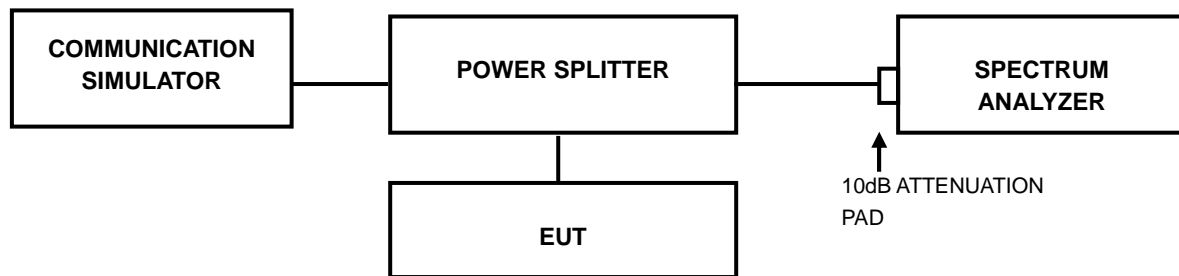 COMMUNICATION
SIMULATOR
POWER SPLITTER
SPECTRUM
ANALYZER
10dB ATTENUATION
PAD
EUT